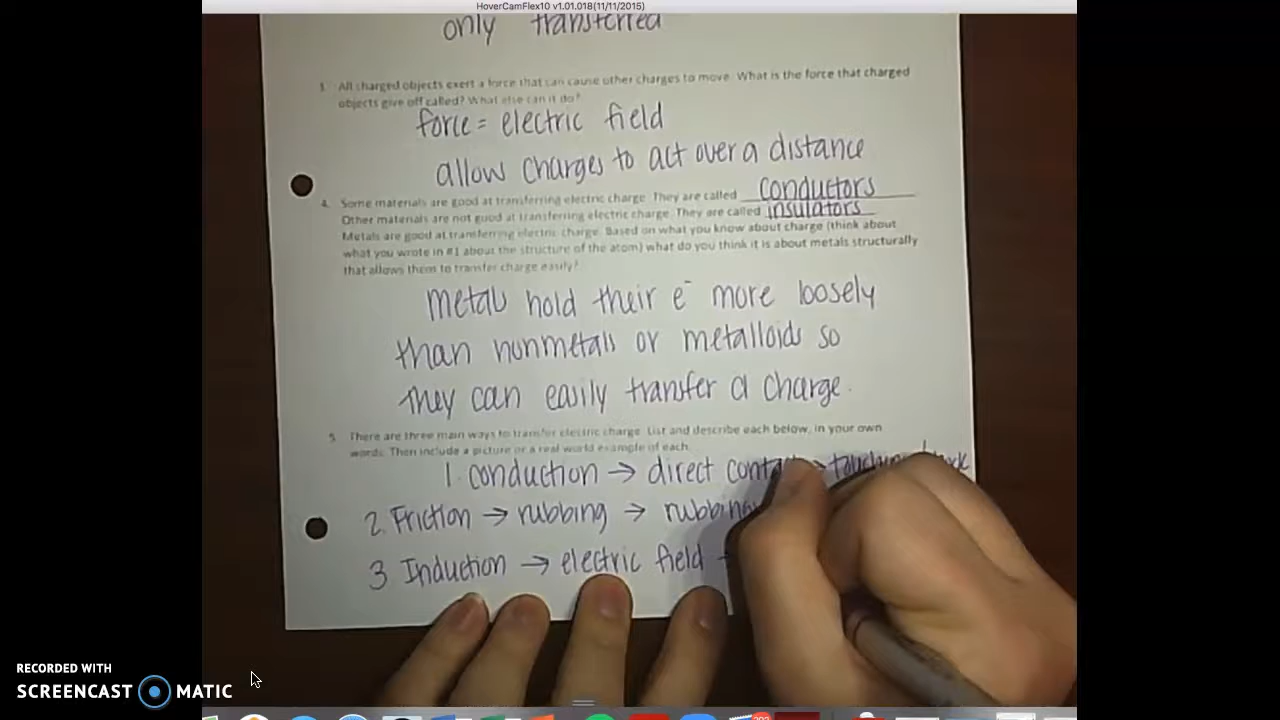 HoverCamFlex10 v1.01.018(11/11/2015)
only transferred
3. All charged objects exert a force that can cause other charges to move. What is the force that charged
objects give off called? What else can it do?
force = electric field
allow charges to act over a distance
4. Some materials are good at transferring electric charge. They are called conductors
Other materials are not good at transferring electric charge. They are called insulators
Metals are good at transferring electric charge. Based on what you know about charge (think about
what you wrote in #1 about the structure of the atom) what do you think it is about metals structurally
that allows them to transfer charge easily?
metals hold their e⁻ more loosely
than nonmetals or metalloids so
they can easily transfer a charge.
5. There are three main ways to transfer electric charge. List and describe each below, in your own
words. Then include a picture or a real world example of each.
1. conduction → direct
2. Friction → rubbing →
3 Induction → electric field
RECORDED WITH
SCREENCAST MATIC